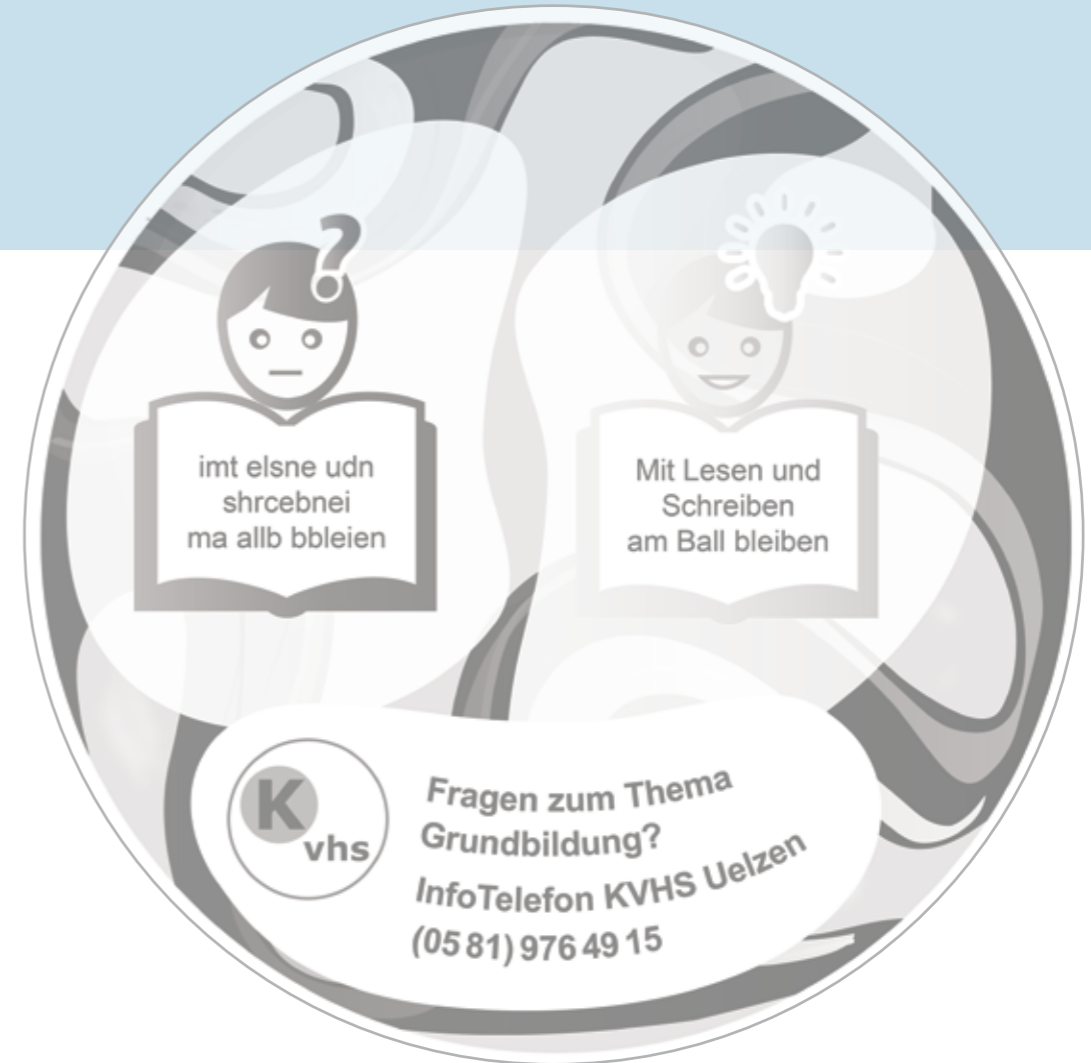 imt elsne udn
shrcebnei
ma allb bbleien
Mit Lesen und
Schreiben
am Ball bleiben
K
vhs
Fragen zum Thema
Grundbildung?
InfoTelefon KVHS Uelzen
(05 81) 976 49 15